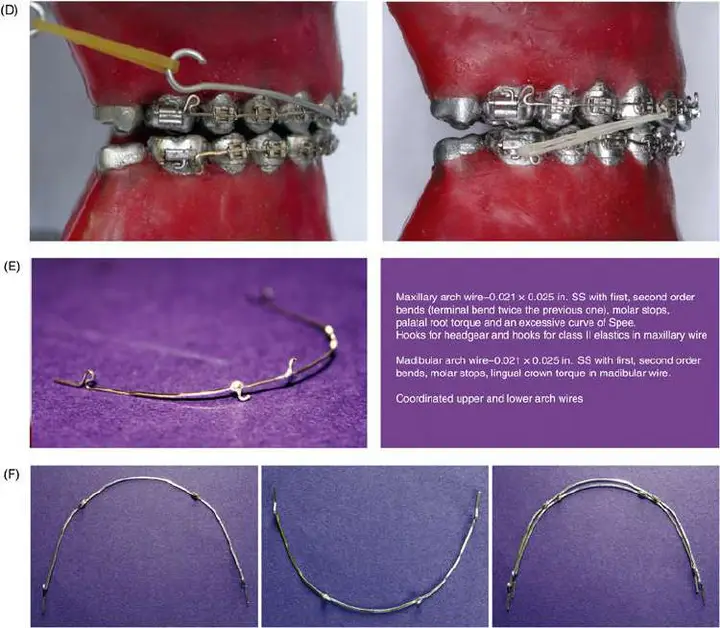 (D)
(E)
Maxillary arch wire–0.021 × 0.025 in. SS with first, second order
bends (terminal bend twice the previous one), molar stops,
palatal root torque and an excessive curve of Spee.
Hooks for headgear and hooks for class II elastics in maxillary wire
Madibular arch wire–0.021 × 0.025 in. SS with first, second order
bends, molar stops, lingual crown torque in madibular wire.
Coordinated upper and lower arch wires
(F)